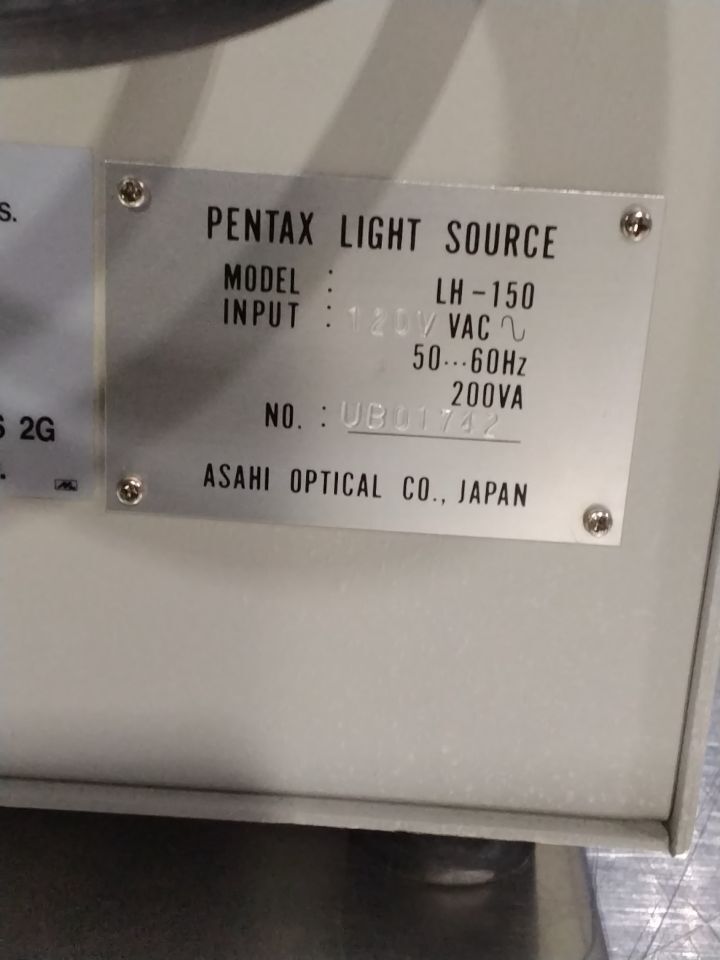 S.
S 2G
PENTAX LIGHT SOURCE
MODEL : LH-150
INPUT : 120V VAC ∿
50···60Hz
200VA
NO. : UB01742
ASAHI OPTICAL CO., JAPAN